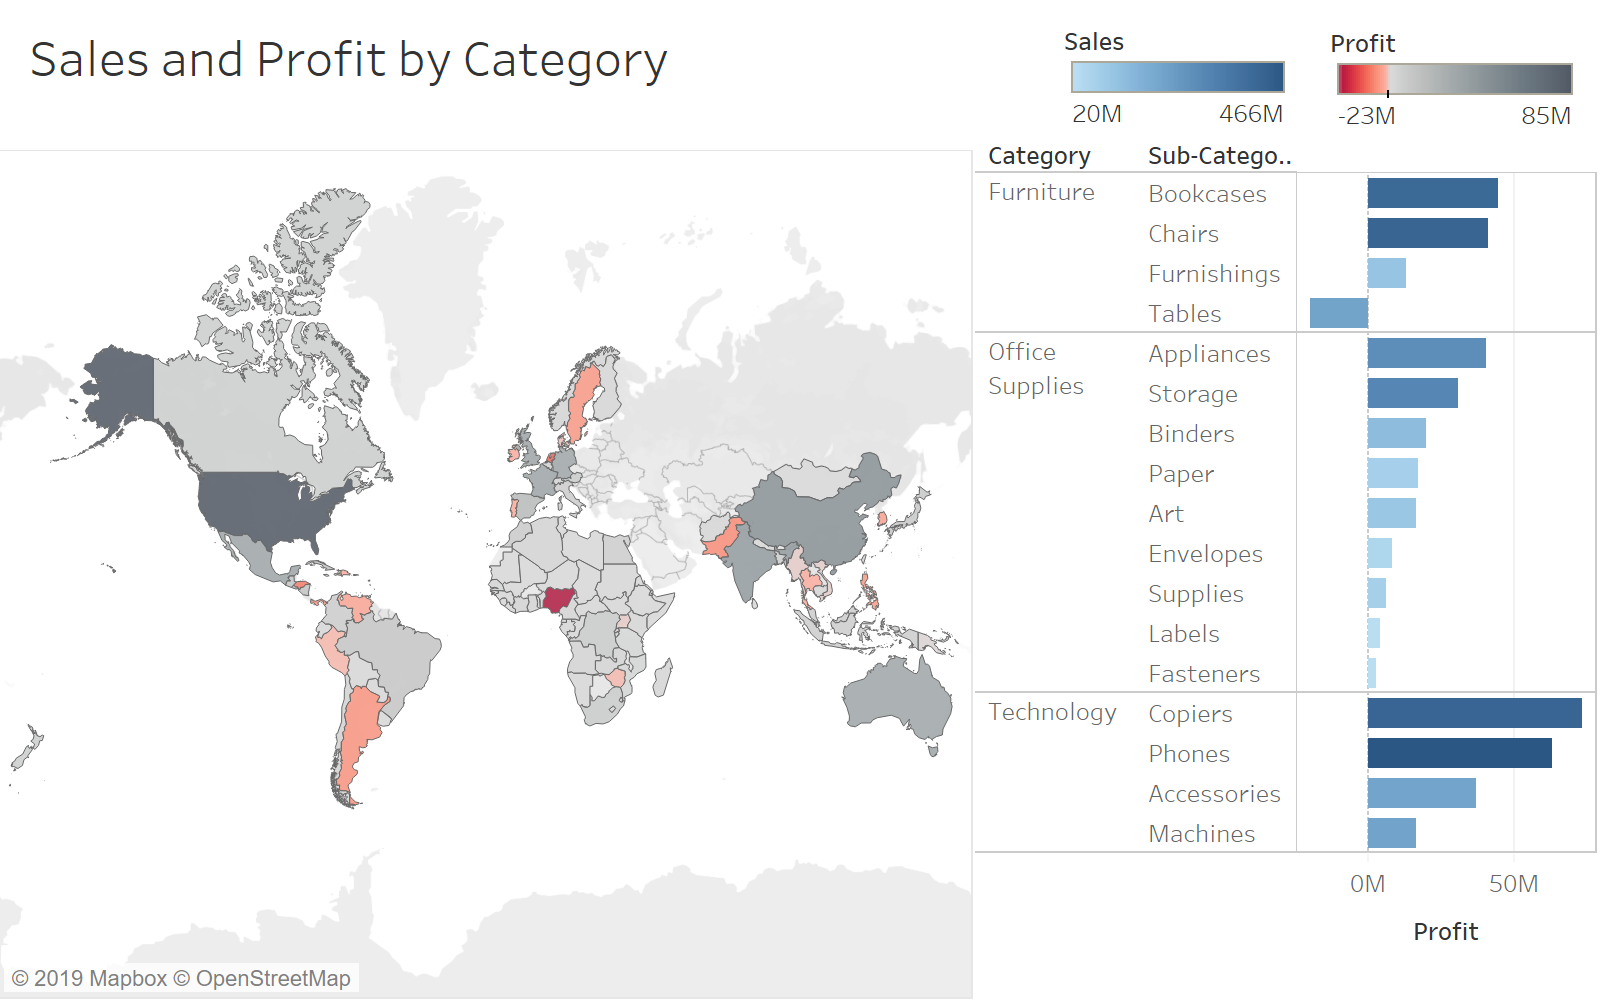 Sales and Profit by Category
Sales
20M 466M
Profit
-23M 85M
Category Sub-Catego..
Furniture Bookcases
Chairs
Furnishings
Tables
Office Supplies Appliances
Storage
Binders
Paper
Art
Envelopes
Supplies
Labels
Fasteners
Technology Copiers
Phones
Accessories
Machines
0M 50M
Profit
© 2019 Mapbox © OpenStreetMap